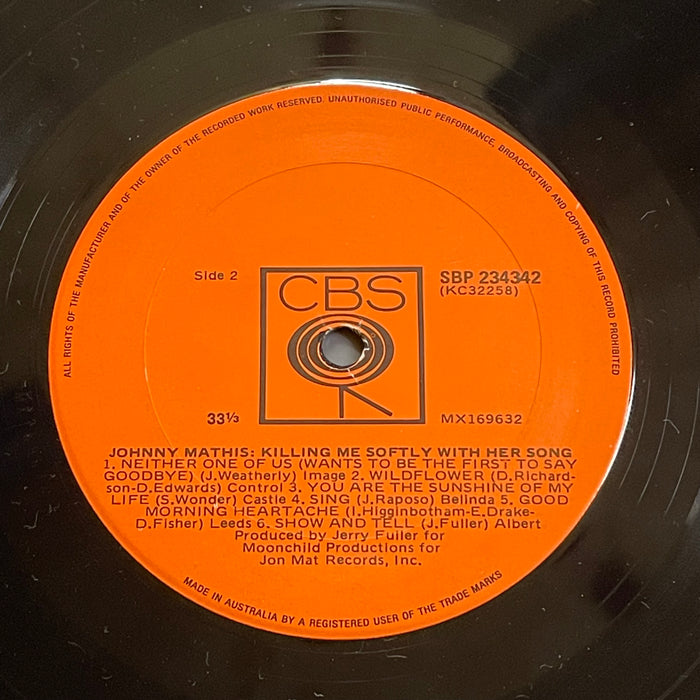 ALL RIGHTS OF THE MANUFACTURER AND OF THE OWNER OF THE RECORDED WORK RESERVED. UNAUTHORISED PUBLIC PERFORMANCE, BROADCASTING AND COPYING OF THIS RECORD PROHIBITED
Side 2
CBS
SBP 234342
(KC32258)
33⅓
MX169632
JOHNNY MATHIS: KILLING ME SOFTLY WITH HER SONG
1. NEITHER ONE OF US (WANTS TO BE THE FIRST TO SAY
GOODBYE) (J.Weatherly) Image 2. WILDFLOWER (D.Richard-
son-D.Edwards) Control 3. YOU ARE THE SUNSHINE OF MY
LIFE (S.Wonder) Castle 4. SING (J.Raposo) Belinda 5. GOOD
MORNING HEARTACHE (I.Higginbotham-E.Drake-
D.Fisher) Leeds 6. SHOW AND TELL (J.Fuller) Albert
Produced by Jerry Fuller for
Moonchild Productions for
Jon Mat Records, Inc.
MADE IN AUSTRALIA BY A REGISTERED USER OF THE TRADE MARKS